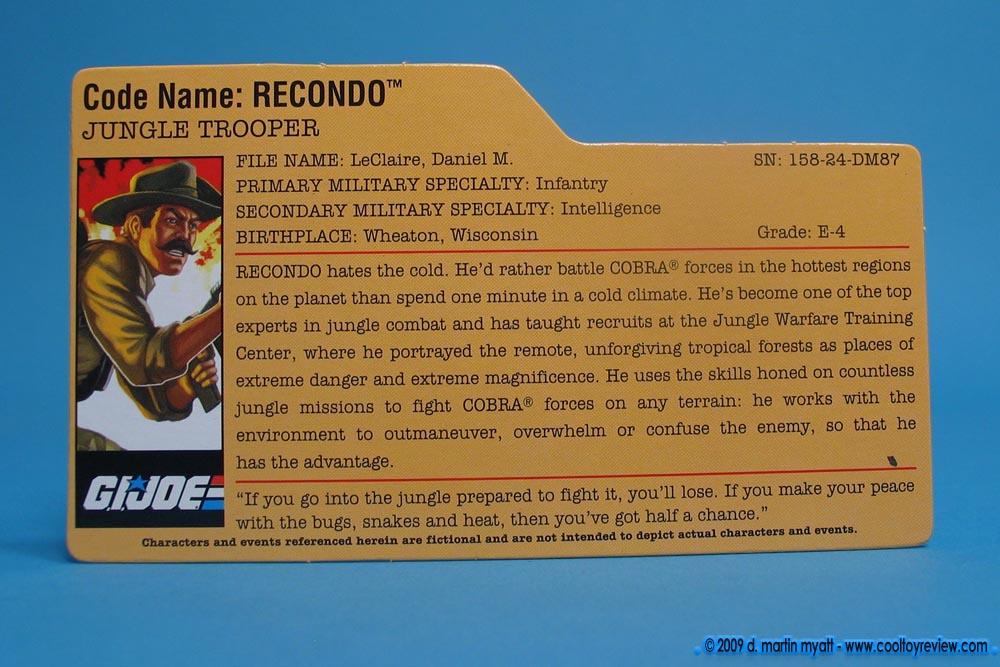 Code Name: RECONDO™
JUNGLE TROOPER
FILE NAME: LeClaire, Daniel M. SN: 158-24-DM87
PRIMARY MILITARY SPECIALTY: Infantry
SECONDARY MILITARY SPECIALTY: Intelligence
BIRTHPLACE: Wheaton, Wisconsin Grade: E-4
RECONDO hates the cold. He'd rather battle COBRA® forces in the hottest regions
on the planet than spend one minute in a cold climate. He's become one of the top
experts in jungle combat and has taught recruits at the Jungle Warfare Training
Center, where he portrayed the remote, unforgiving tropical forests as places of
extreme danger and extreme magnificence. He uses the skills honed on countless
jungle missions to fight COBRA® forces on any terrain: he works with the
environment to outmaneuver, overwhelm or confuse the enemy, so that he
has the advantage.
G.I.JOE
"If you go into the jungle prepared to fight it, you'll lose. If you make your peace
with the bugs, snakes and heat, then you've got half a chance."
Characters and events referenced herein are fictional and are not intended to depict actual characters and events.
© 2009 d. martin myatt - www.cooltoyreview.com